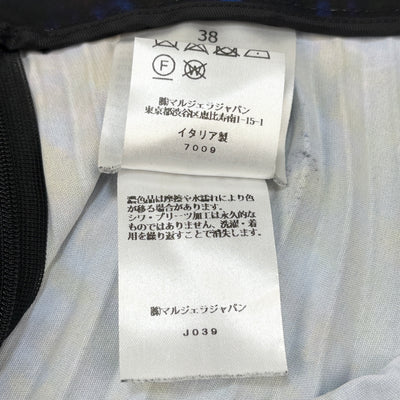 38
F
W
㈱マルジェラジャパン
東京都渋谷区恵比寿南1-15-1
イタリア製
7009
濃色品は摩擦や水濡れにより色
が移る場合があります。
シワ・プリーツ加工は永久的な
ものではありません。洗濯・着
用を繰り返すことで消失します。
㈱マルジェラジャパン
J039